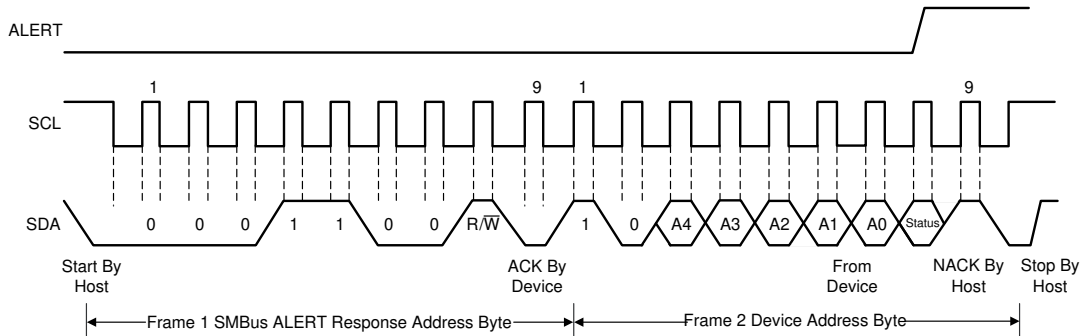 ALERT
1 9 1 9
SCL
SDA 0 0 0 1 1 0 0 R/W 1 0 A4 A3 A2 A1 A0 Status
Start By
Host
ACK By
Device
From
Device
NACK By
Host
Stop By
Host
Frame 1 SMBus ALERT Response Address Byte
Frame 2 Device Address Byte